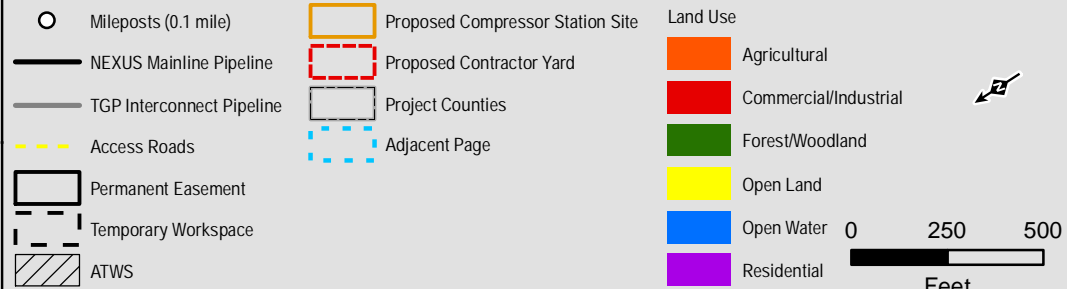 Mileposts (0.1 mile)
NEXUS Mainline Pipeline
TGP Interconnect Pipeline
Access Roads
Permanent Easement
Temporary Workspace
ATWS
Proposed Compressor Station Site
Proposed Contractor Yard
Project Counties
Adjacent Page
Land Use
Agricultural
Commercial/Industrial
Forest/Woodland
Open Land
Open Water
Residential
N
0 250 500
Feet